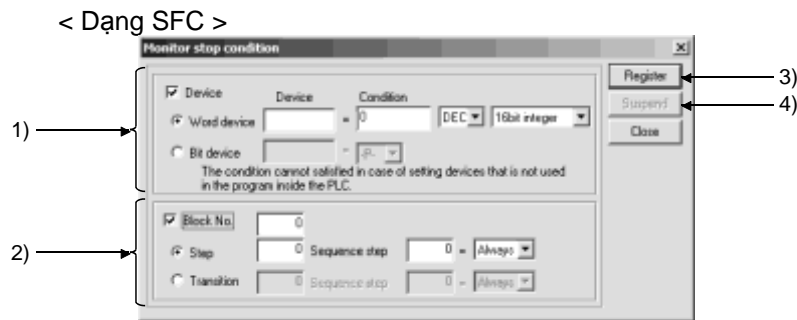 < Dạng SFC >
Monitor stop condition
Register
3)
Device
Device
Condition
Suspend
4)
1)
Word device
=
0
DEC
16bit integer
Close
Bit device
=
-P-
The condition cannot satisfied in case of setting devices that is not used
in the program inside the PLC.
Block No.
0
2)
Step
0
Sequence step
0
=
Always
Transition
0
Sequence step
0
=
Always